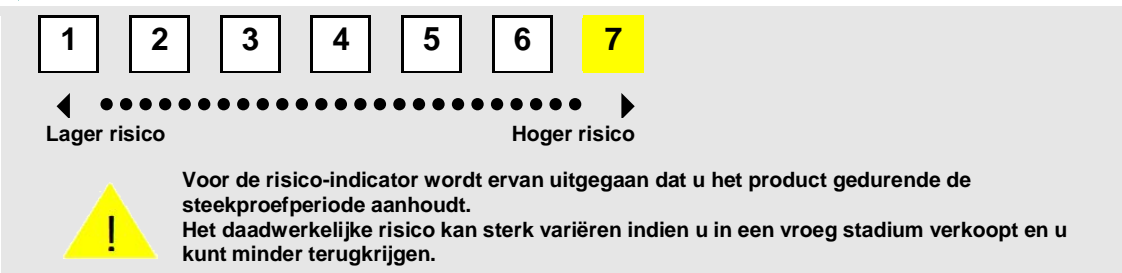 1 2 3 4 5 6 7
Lager risico Hoger risico
!
Voor de risico-indicator wordt ervan uitgegaan dat u het product gedurende de
steekproefperiode aanhoudt.
Het daadwerkelijke risico kan sterk variëren indien u in een vroeg stadium verkoopt en u
kunt minder terugkrijgen.